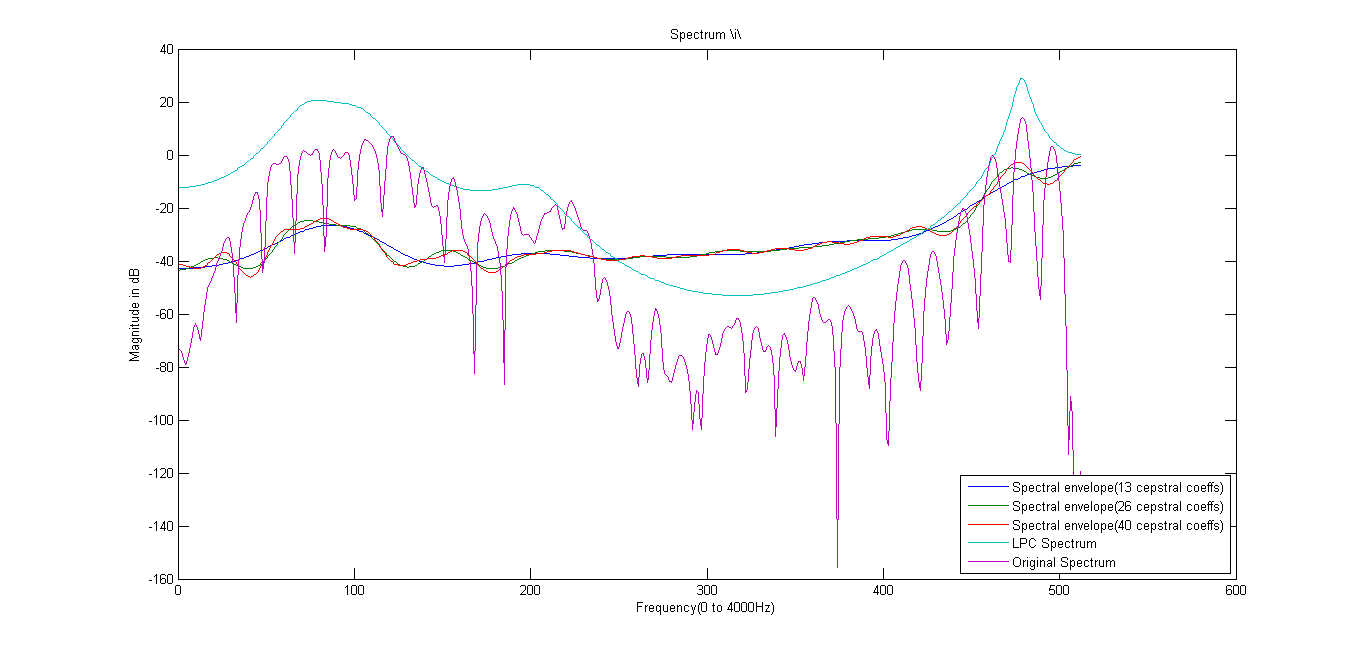 Spectrum \i\
40
20
0
-20
-40
-60
-80
-100
-120
-140
-160
Magnitude in dB
0 100 200 300 400 500 600
Frequency(0 to 4000Hz)
Spectral envelope(13 cepstral coeffs)
Spectral envelope(26 cepstral coeffs)
Spectral envelope(40 cepstral coeffs)
LPC Spectrum
Original Spectrum